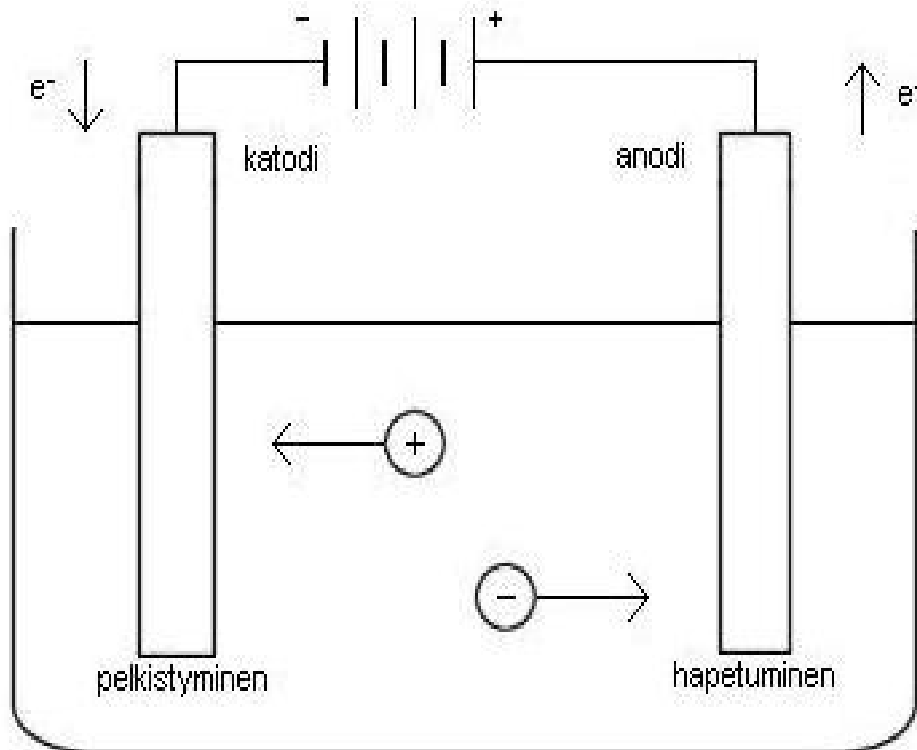 - +
e⁻
e⁻
katodi
anodi
+
-
pelkistyminen
hapetuminen